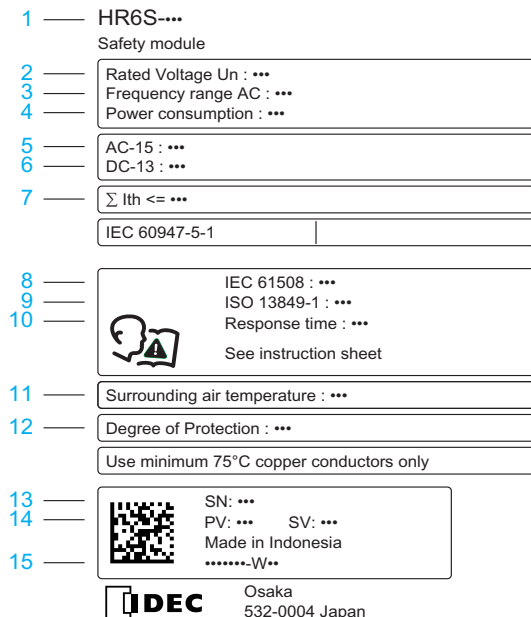 1 HR6S-•••
Safety module
2 Rated Voltage Un : •••
3 Frequency range AC : •••
4 Power consumption : •••
5 AC-15 : •••
6 DC-13 : •••
7 ∑ Ith <= •••
IEC 60947-5-1
8 IEC 61508 : •••
9 ISO 13849-1 : •••
10 Response time : •••
See instruction sheet
11 Surrounding air temperature : •••
12 Degree of Protection : •••
Use minimum 75°C copper conductors only
13 SN: •••
14 PV: ••• SV: •••
Made in Indonesia
15 •••••••-W••
IDEC Osaka
532-0004 Japan